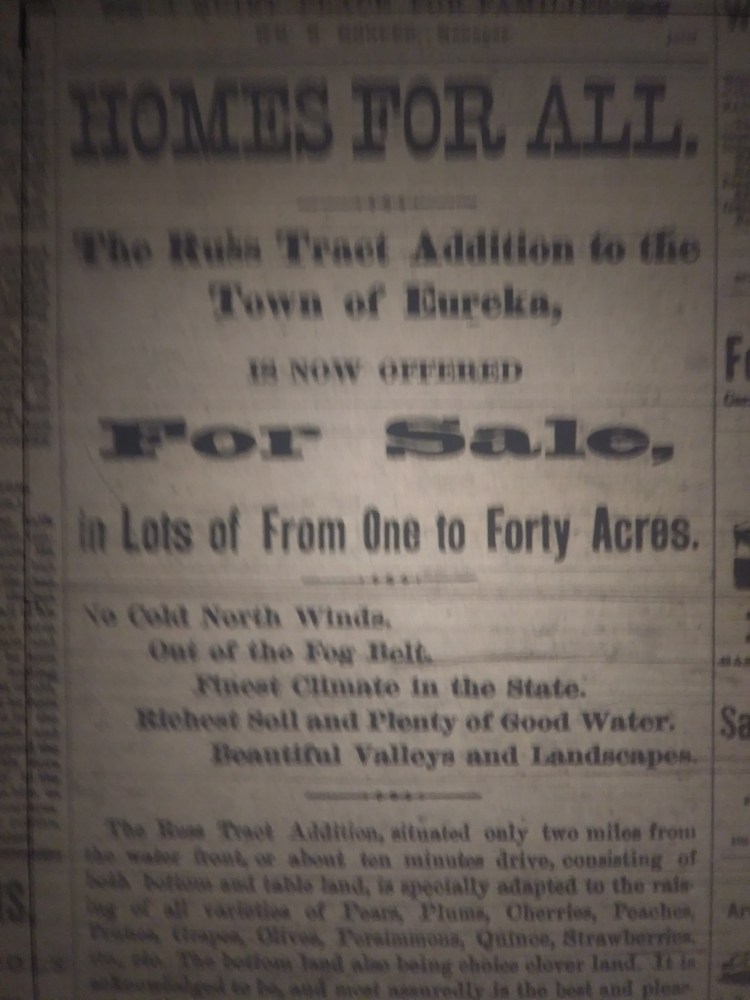 A QUIET PLACE FOR FAMILIES
HOMES FOR ALL.
The Russ Tract Addition to the
Town of Eureka,
IS NOW OFFERED
For Sale,
in Lots of From One to Forty Acres.
No Cold North Winds.
Out of the Fog Belt.
Finest Climate in the State.
Richest Soil and Plenty of Good Water.
Beautiful Valleys and Landscapes.
The Russ Tract Addition, situated only two miles from
the water front, or about ten minutes drive, consisting of
both bottom and table land, is specially adapted to the rais-
ing of all varieties of Pears, Plums, Cherries, Peaches,
Prunes, Grapes, Olives, Persimmons, Quince, Strawberries,
etc., etc. The bottom land also being choice clover land. It is
acknowledged to be, and most assuredly is the best and pleas-